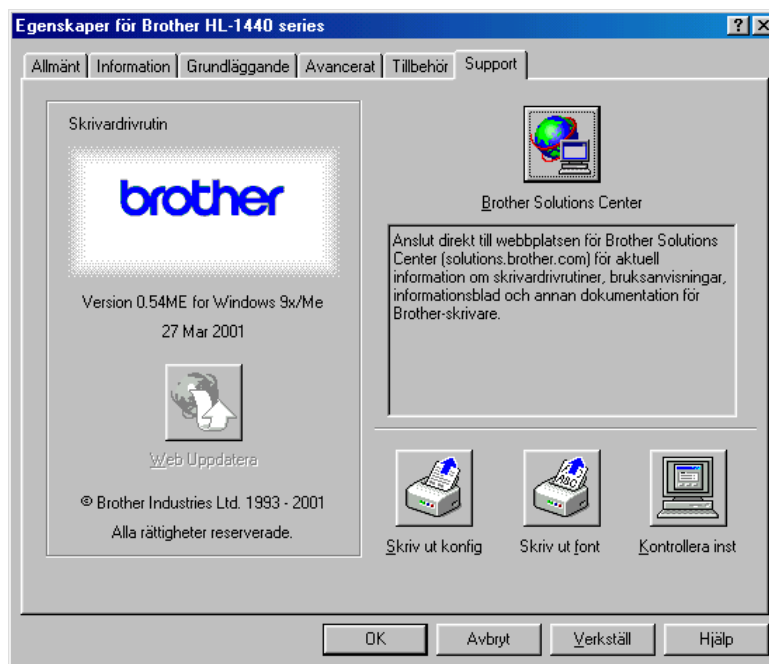 Egenskaper för Brother HL-1440 series
Allmänt Information Grundläggande Avancerat Tillbehör Support
Skrivardrivrutin
brother
Version 0.54ME for Windows 9x/Me
27 Mar 2001
Web Uppdatera
© Brother Industries Ltd. 1993 - 2001
Alla rättigheter reserverade.
Brother Solutions Center
Anslut direkt till webbplatsen för Brother Solutions
Center (solutions.brother.com) för aktuell
information om skrivardrivrutiner, bruksanvisningar,
informationsblad och annan dokumentation för
Brother-skrivare.
ABC
Skriv ut konfig Skriv ut font Kontrollera inst
OK Avbryt Verkställ Hjälp